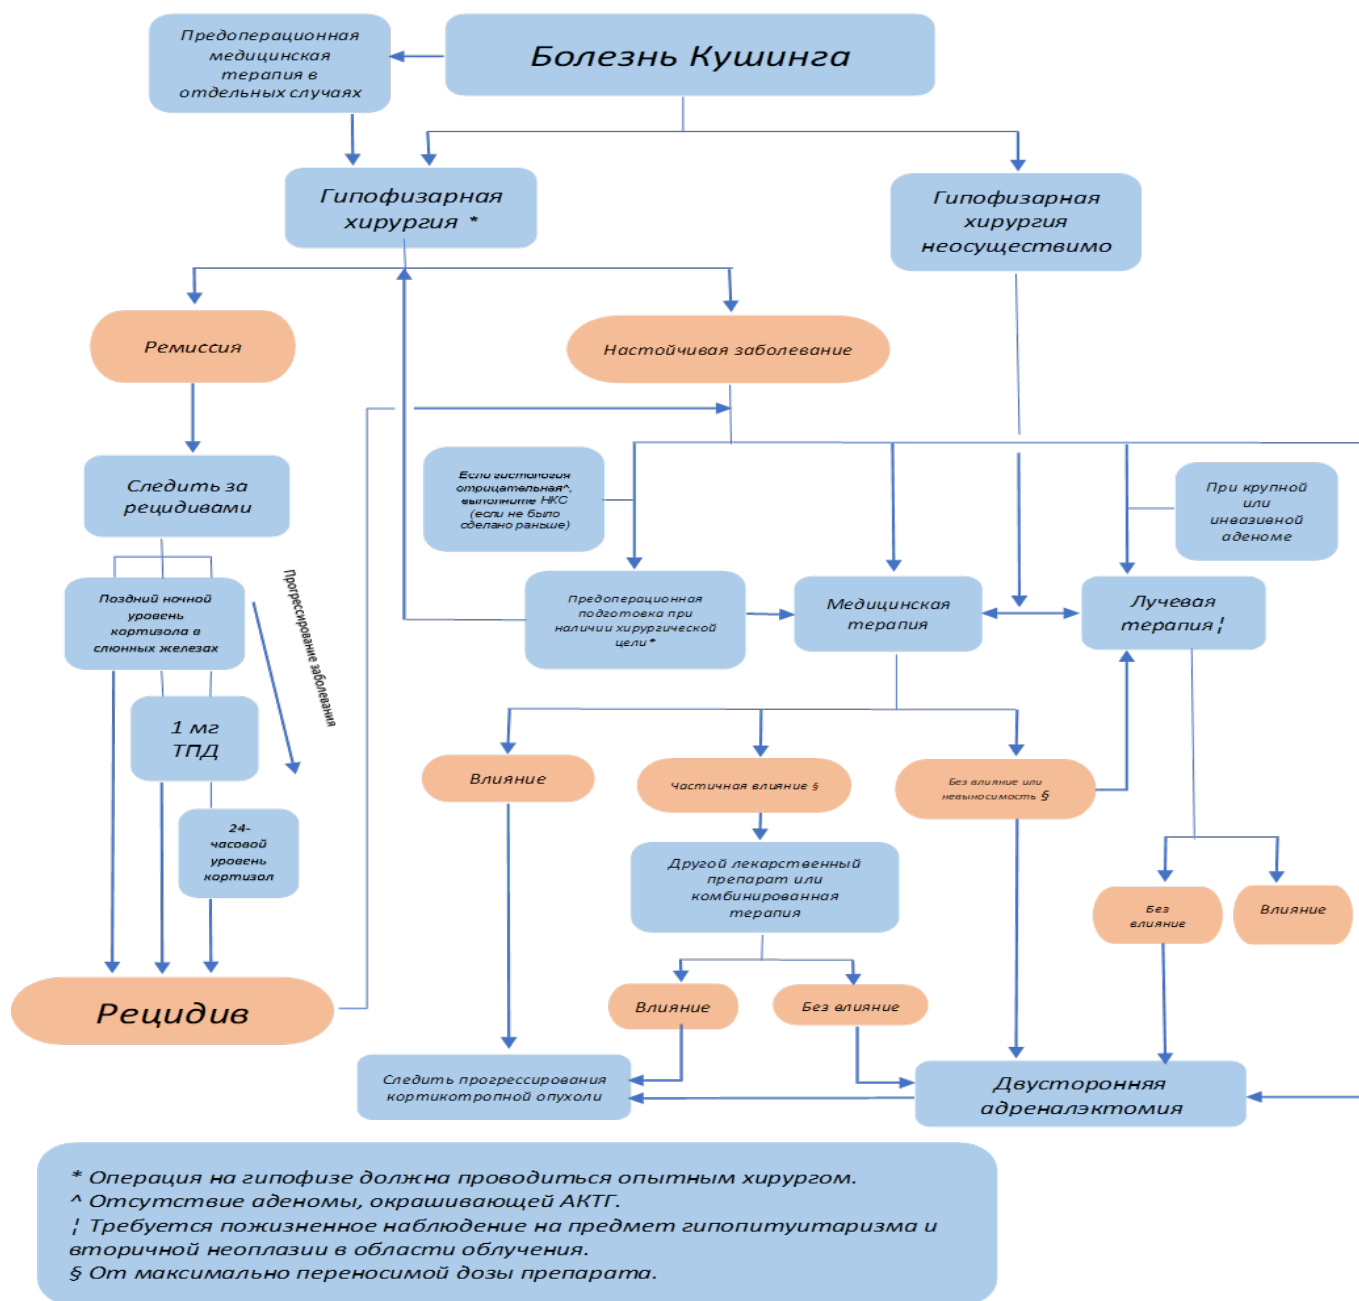 Предоперационная
медицинская
терапия в
отдельных случаях
Болезнь Кушинга
Гипофизарная
хирургия *
Гипофизарная
хирургия
неосуществимо
Ремиссия
Настойчивая заболевание
Следить за
рецидивами
Если гистология
отрицательная^,
выполните НКС
(если не было
сделано раньше)
При крупной
или
инвазивной
аденоме
Прогрессирование заболевания
Поздний ночной
уровень
кортизола в
слюнных железах
Предоперационная
подготовка при
наличии хирургической
цели*
Медицинская
терапия
Лучевая
терапия ¦
1 мг
ТПД
Влияние
Частичная влияние §
Без влияние или
невыносимость §
24-
часовой
уровень
кортизол
Другой лекарственный
препарат или
комбинированная
терапия
Без
влияние
Влияние
Рецидив
Влияние
Без влияние
Следить прогрессирования
кортикотропной опухоли
Двусторонняя
адреналэктомия
* Операция на гипофизе должна проводиться опытным хирургом.
^ Отсутствие аденомы, окрашивающей АКТГ.
¦ Требуется пожизненное наблюдение на предмет гипопитуитаризма и
вторичной неоплазии в области облучения.
§ От максимально переносимой дозы препарата.